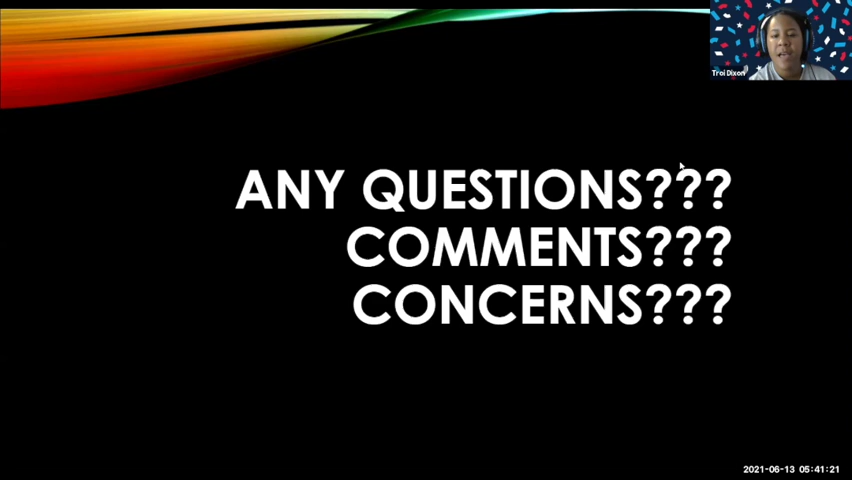 Troi Dixon
ANY QUESTIONS???
COMMENTS???
CONCERNS???
2021-06-13 05:41:21